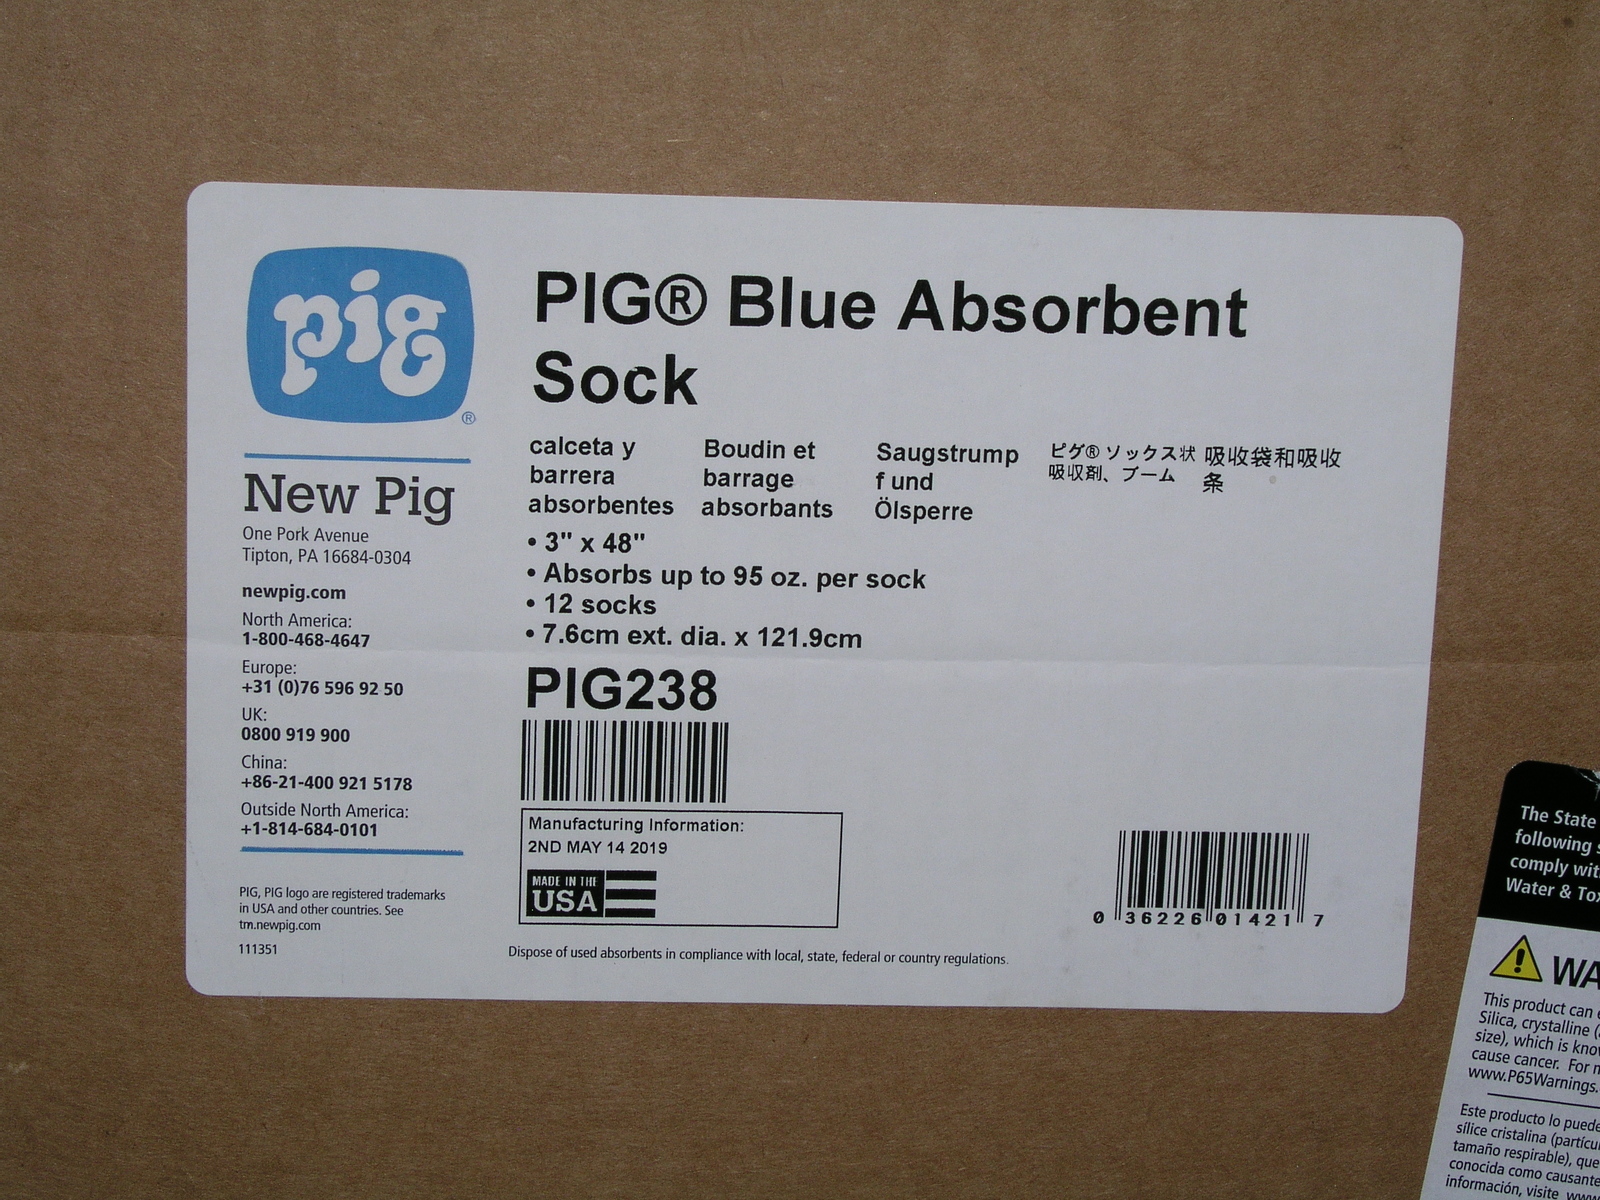 pig
®
New Pig
One Pork Avenue
Tipton, PA 16684-0304
newpig.com
North America:
1-800-468-4647
Europe:
+31 (0)76 596 92 50
UK:
0800 919 900
China:
+86-21-400 921 5178
Outside North America:
+1-814-684-0101
PIG, PIG logo are registered trademarks
in USA and other countries. See
tm.newpig.com
111351
PIG® Blue Absorbent
Sock
calceta y
barrera
absorbentes
Boudin et
barrage
absorbants
Saugstrump
f und
Ölsperre
ピグ® ソックス状
吸収剤、ブーム
吸收袋和吸收
条
• 3" x 48"
• Absorbs up to 95 oz. per sock
• 12 socks
• 7.6cm ext. dia. x 121.9cm
PIG238
Manufacturing Information:
2ND MAY 14 2019
MADE IN THE
USA
0 36226 01421 7
Dispose of used absorbents in compliance with local, state, federal or country regulations.
The State
following
comply
Water &
This product can
Silica, crystalline
size), which is
cause cancer. For
www.P65Warnings.
Este producto lo
sílice cristalina
tamaño respirable), que
conocida como
información, visite